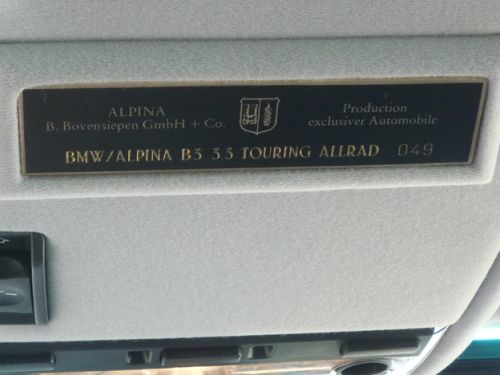 ALPINA
B. Bovensiepen GmbH + Co.
Production
exclusiver Automobile
BMW/ALPINA B3 3.3 TOURING ALLRAD 049